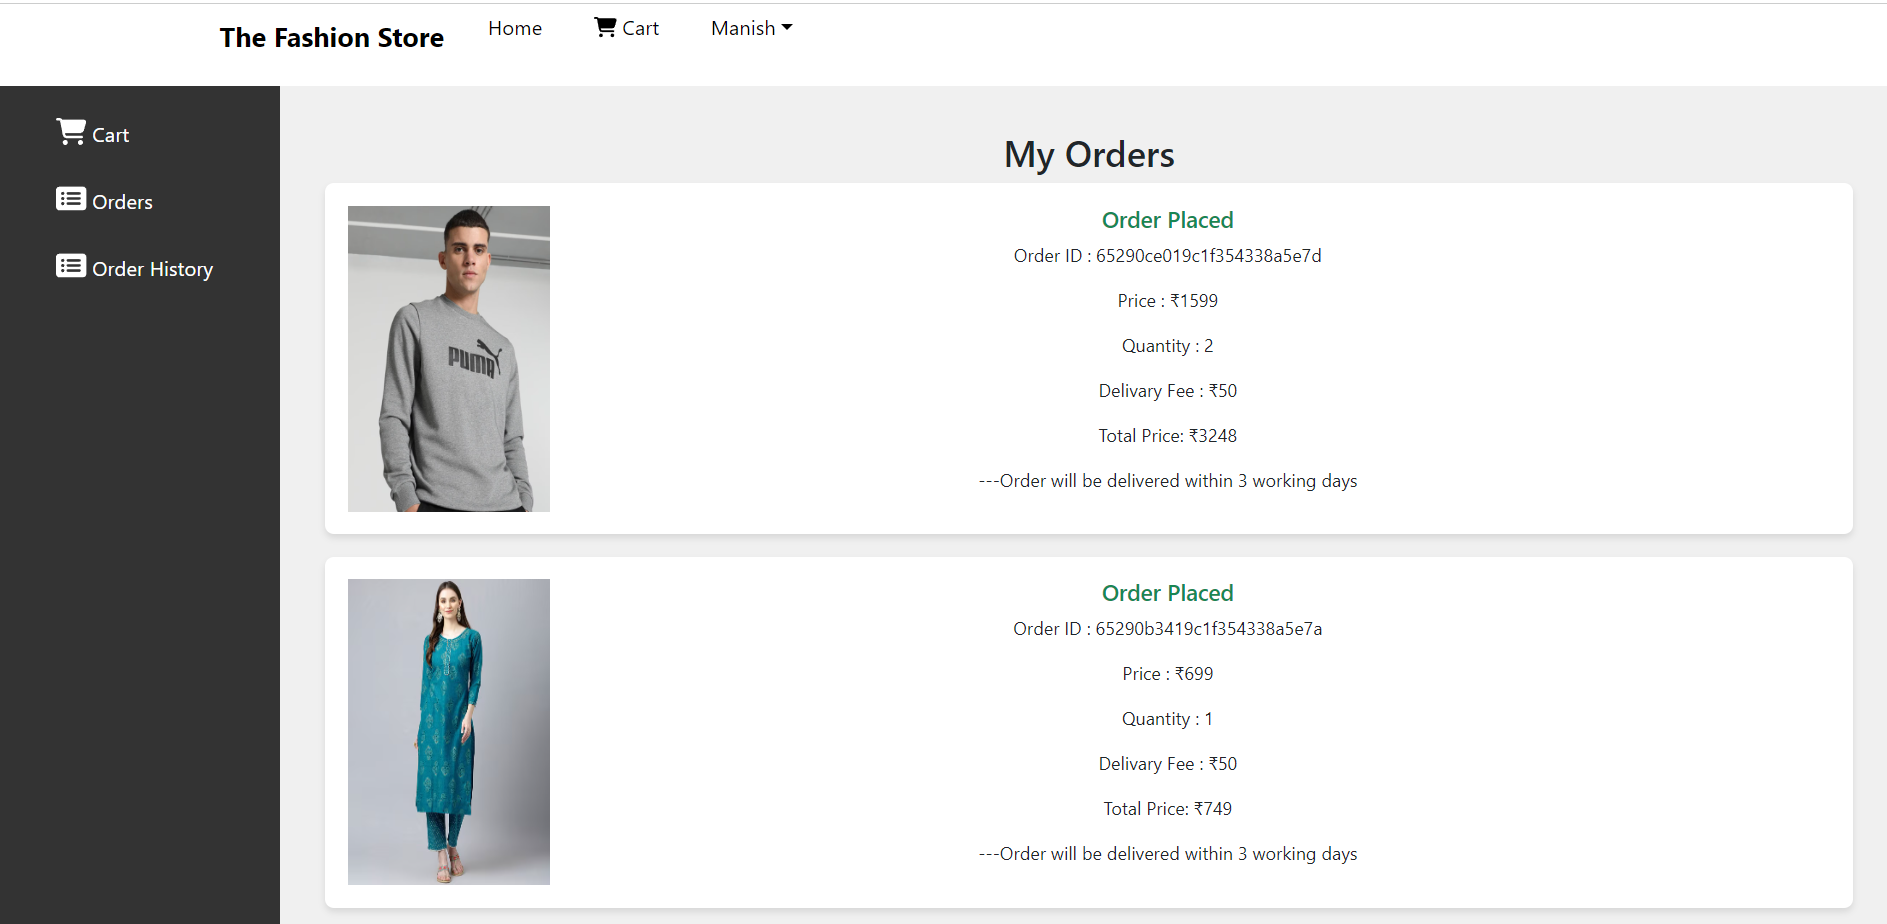 The Fashion Store
Home
Cart
Manish
Cart
Orders
Order History
My Orders
PUMA
Order Placed
Order ID : 65290ce019c1f354338a5e7d
Price : ₹1599
Quantity : 2
Delivary Fee : ₹50
Total Price: ₹3248
---Order will be delivered within 3 working days
Order Placed
Order ID : 65290b3419c1f354338a5e7a
Price : ₹699
Quantity : 1
Delivary Fee : ₹50
Total Price: ₹749
---Order will be delivered within 3 working days